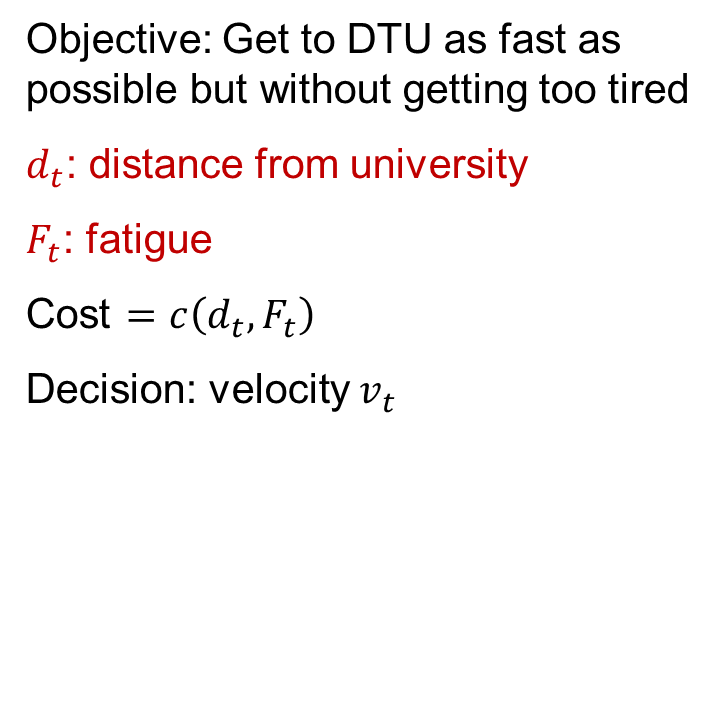 Objective: Get to DTU as fast as
possible but without getting too tired
d_t: distance from university
F_t: fatigue
Cost = c(d_t, F_t)
Decision: velocity v_t